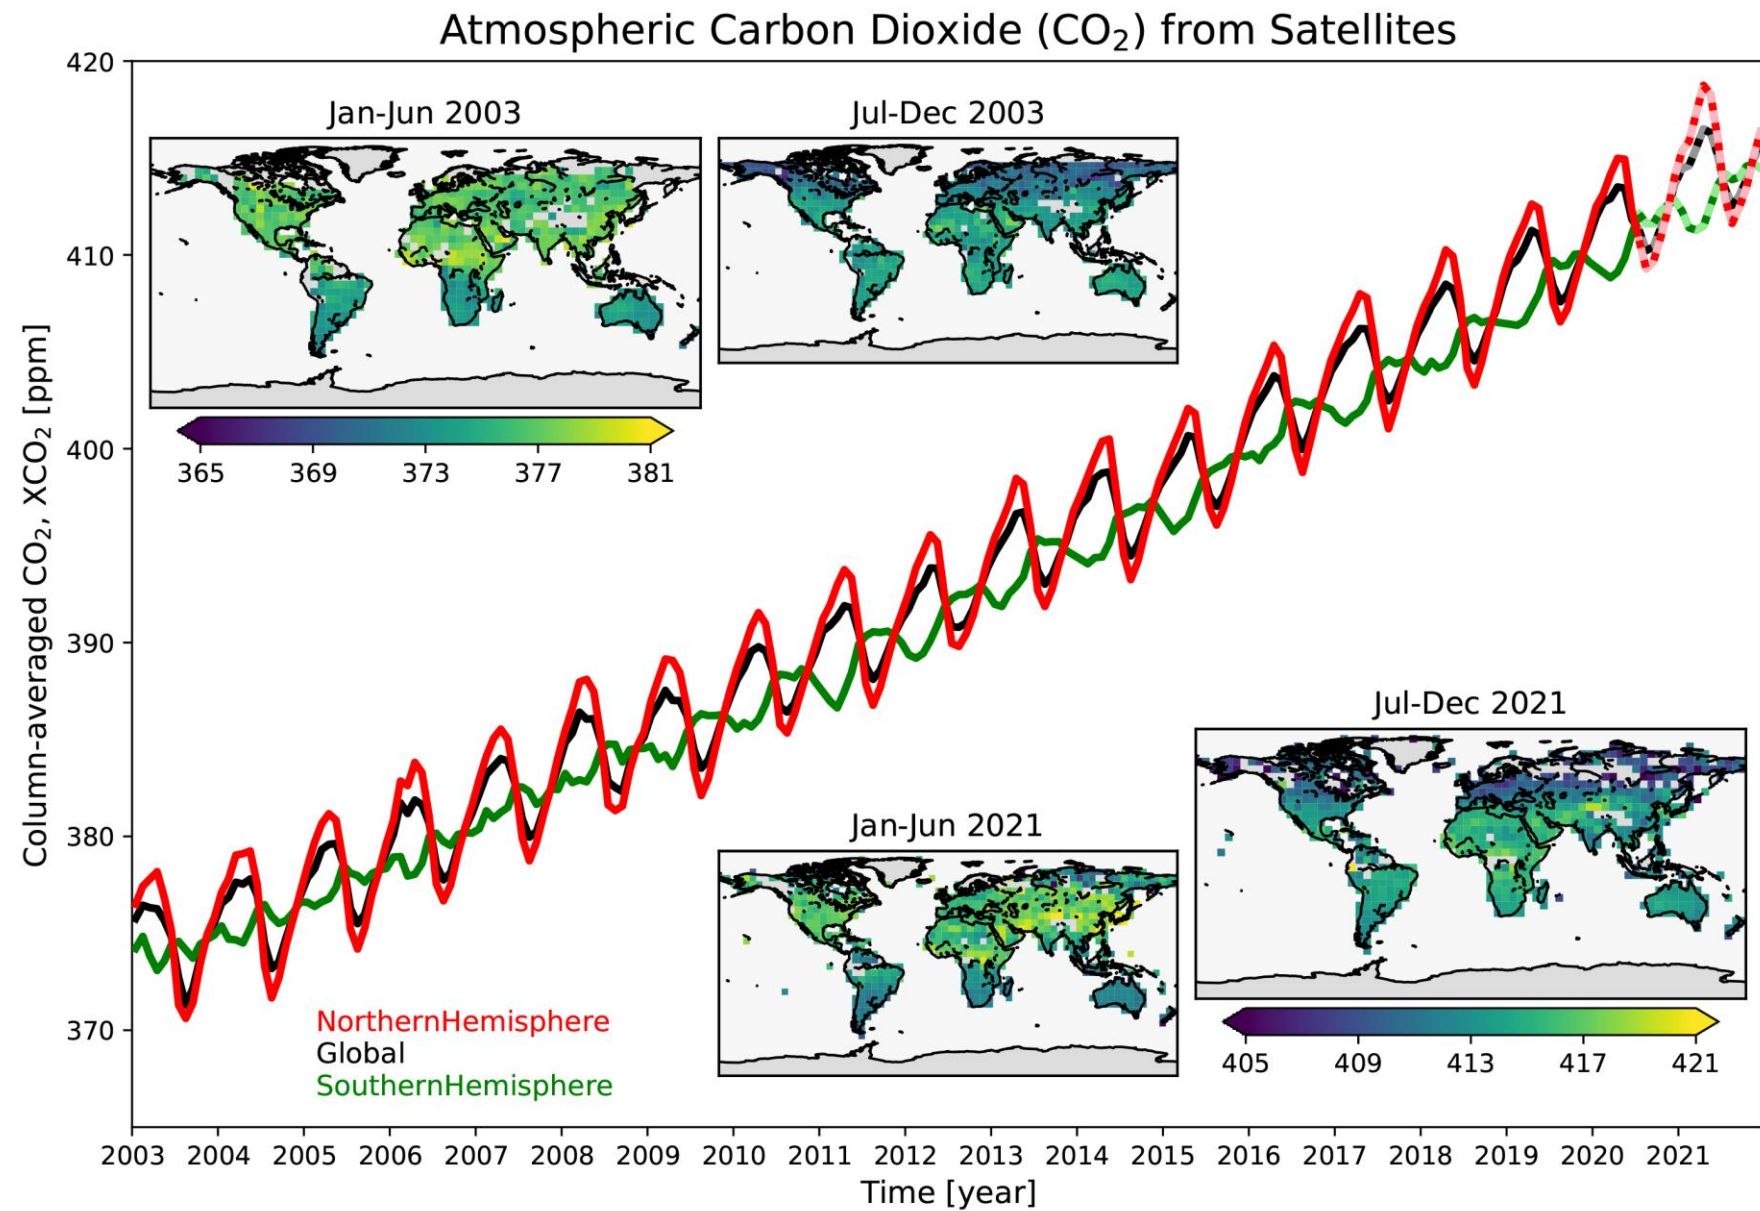 Atmospheric Carbon Dioxide (CO₂) from Satellites
Column-averaged CO₂, XCO₂ [ppm]
420
410
400
390
380
370
Jan-Jun 2003
365 369 373 377 381
Jul-Dec 2003
Jan-Jun 2021
Jul-Dec 2021
405 409 413 417 421
NorthernHemisphere
Global
SouthernHemisphere
2003 2004 2005 2006 2007 2008 2009 2010 2011 2012 2013 2014 2015 2016 2017 2018 2019 2020 2021
Time [year]